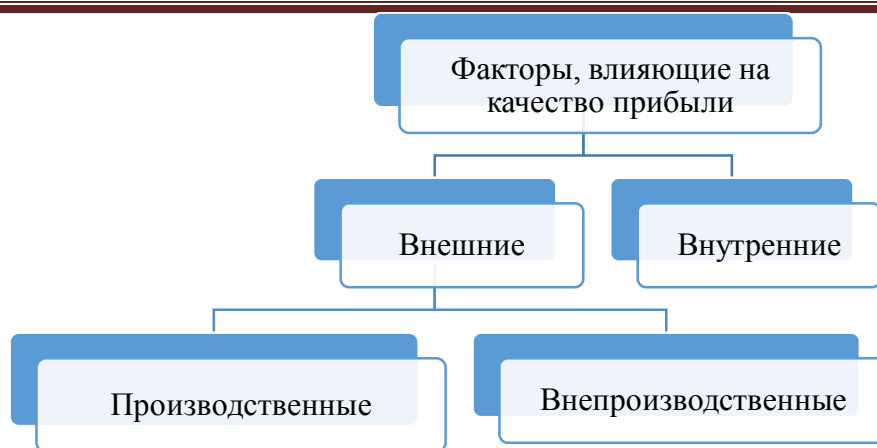 Факторы, влияющие на
качество прибыли
Внешние
Внутренние
Производственные
Внепроизводственные